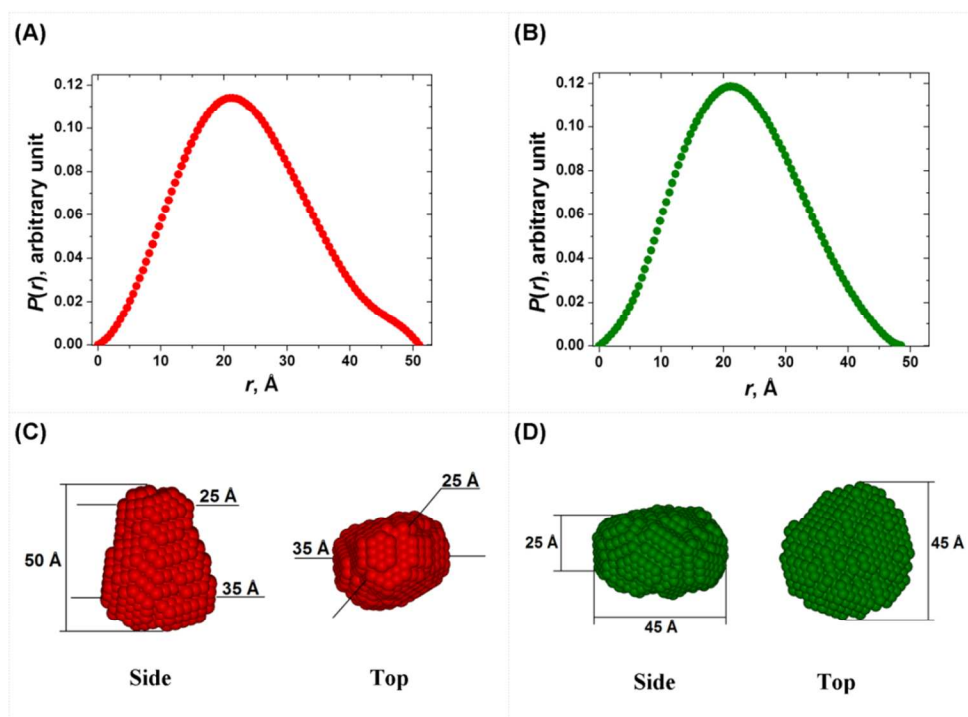 (A)
0.12
0.10
0.08
0.06
0.04
0.02
0.00
P(r), arbitrary unit
0 10 20 30 40 50
r, Å
(B)
0.12
0.10
0.08
0.06
0.04
0.02
0.00
P(r), arbitrary unit
0 10 20 30 40 50
r, Å
(C)
25 Å
50 Å
35 Å
Side
25 Å
35 Å
Top
(D)
25 Å
45 Å
Side
45 Å
Top